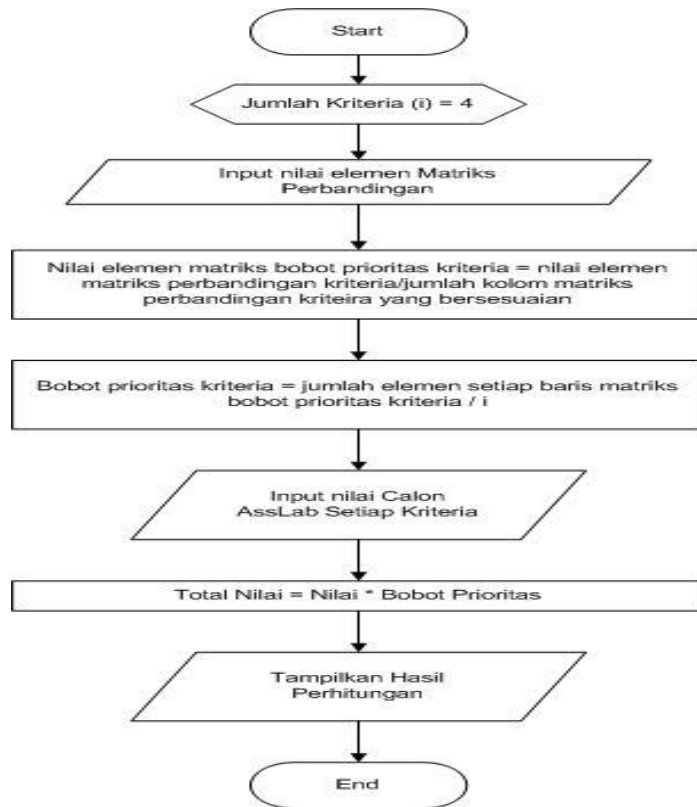 Start
Jumlah Kriteria (i) = 4
Input nilai elemen Matriks
Perbandingan
Nilai elemen matriks bobot prioritas kriteria = nilai elemen
matriks perbandingan kriteria/jumlah kolom matriks
perbandingan kriteira yang bersesuaian
Bobot prioritas kriteria = jumlah elemen setiap baris matriks
bobot prioritas kriteria / i
Input nilai Calon
AssLab Setiap Kriteria
Total Nilai = Nilai * Bobot Prioritas
Tampilkan Hasil
Perhitungan
End